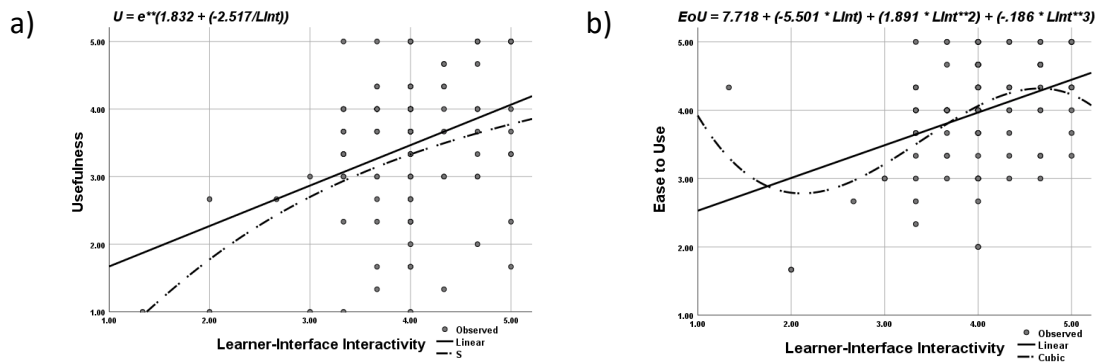 a)
U = e**(1.832 + (-2.517/LInt))
Usefulness
5.00
4.00
3.00
2.00
1.00
1.00 2.00 3.00 4.00 5.00
Learner-Interface Interactivity
Observed
Linear
S
b)
EoU = 7.718 + (-5.501 * LInt) + (1.891 * LInt**2) + (-.186 * LInt**3)
Ease to Use
5.00
4.00
3.00
2.00
1.00
1.00 2.00 3.00 4.00 5.00
Learner-Interface Interactivity
Observed
Linear
Cubic